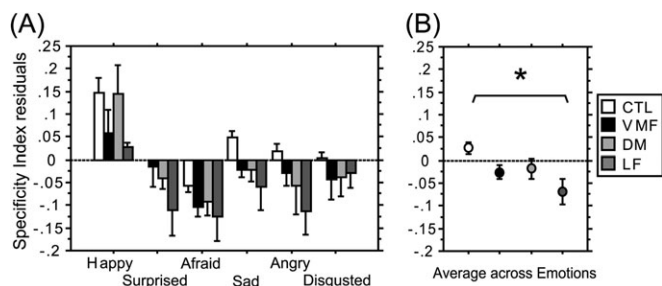 (A)
Specificity Index residuals
.25
.2
.15
.1
.05
0
-.05
-.1
-.15
-.2
Happy
Surprised
Afraid
Sad
Angry
Disgusted
(B)
.25
.2
.15
.1
.05
0
-.05
-.1
-.15
-.2
*
Average across Emotions
CTL
VMF
DM
LF